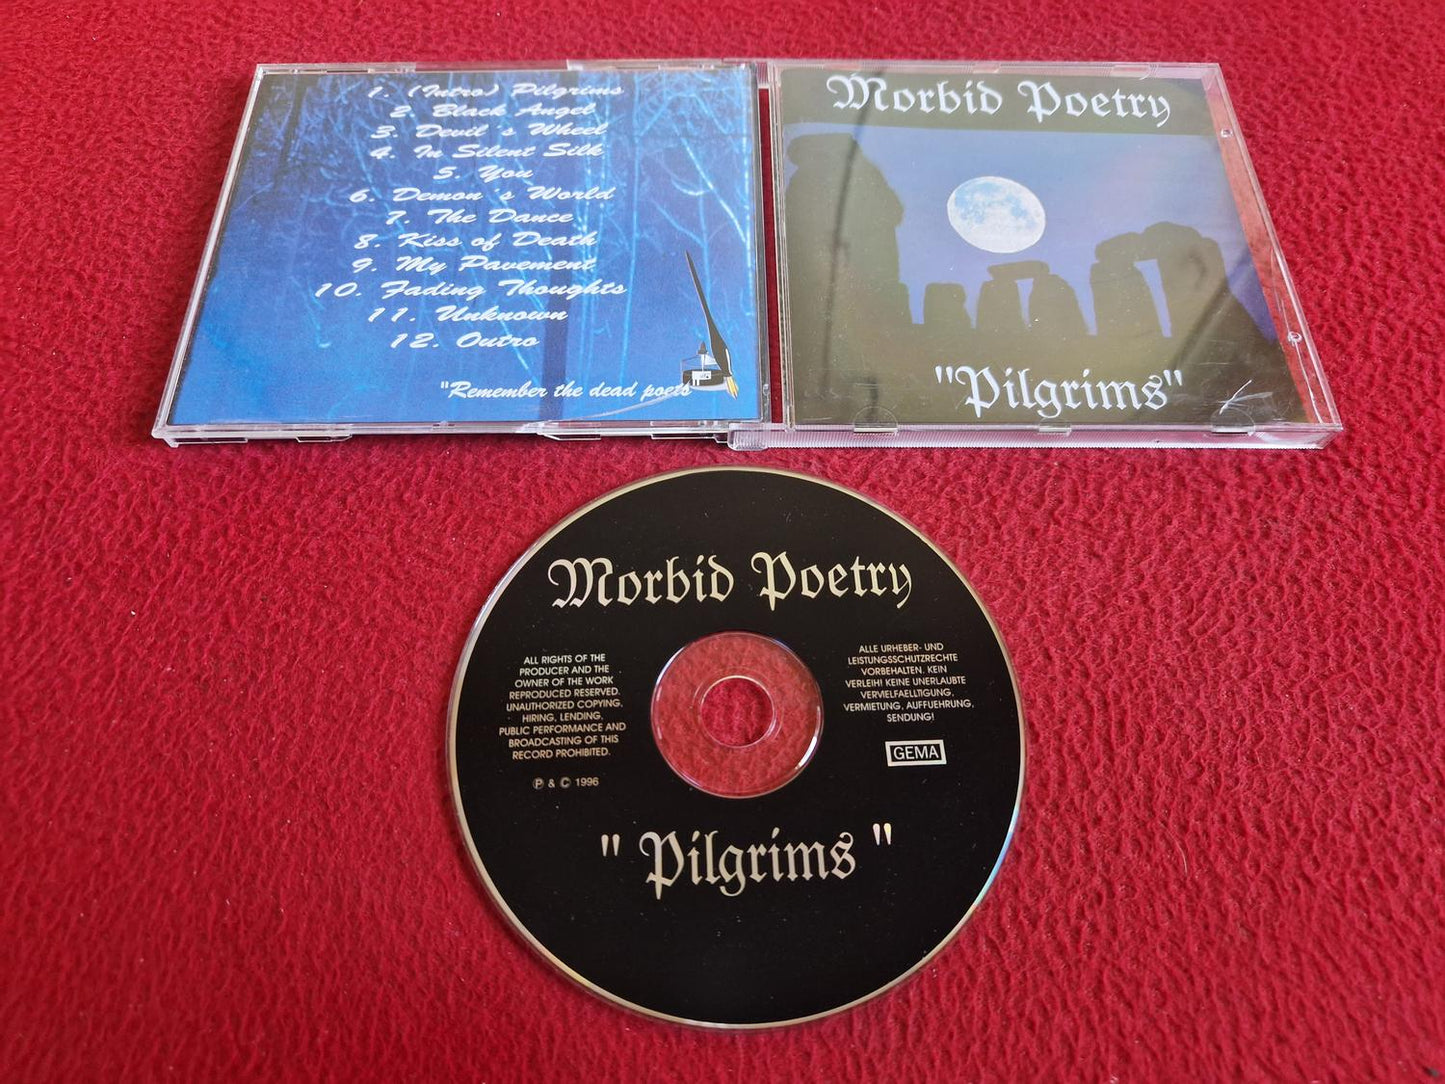 1. (Intro) Pilgrims
2. Black Angel
3. Devil´s Wheel
4. In Silent Silk
5. You
6. Demon´s World
7. The Dance
8. Kiss of Death
9. My Pavement
10. Fading Thoughts
11. Unknown
12. Outro
"Remember the dead poets
Morbid Poetry
"Pilgrims"
Morbid Poetry
ALL RIGHTS OF THE
PRODUCER AND THE
OWNER OF THE WORK
REPRODUCED RESERVED.
UNAUTHORIZED COPYING,
HIRING, LENDING,
PUBLIC PERFORMANCE AND
BROADCASTING OF THIS
RECORD PROHIBITED.
℗ & © 1996
ALLE URHEBER- UND
LEISTUNGSSCHUTZRECHTE
VORBEHALTEN. KEIN
VERLEIH! KEINE UNERLAUBTE
VERVIELFAELLTIGUNG,
VERMIETUNG, AUFFUEHRUNG,
SENDUNG!
GEMA
" Pilgrims "